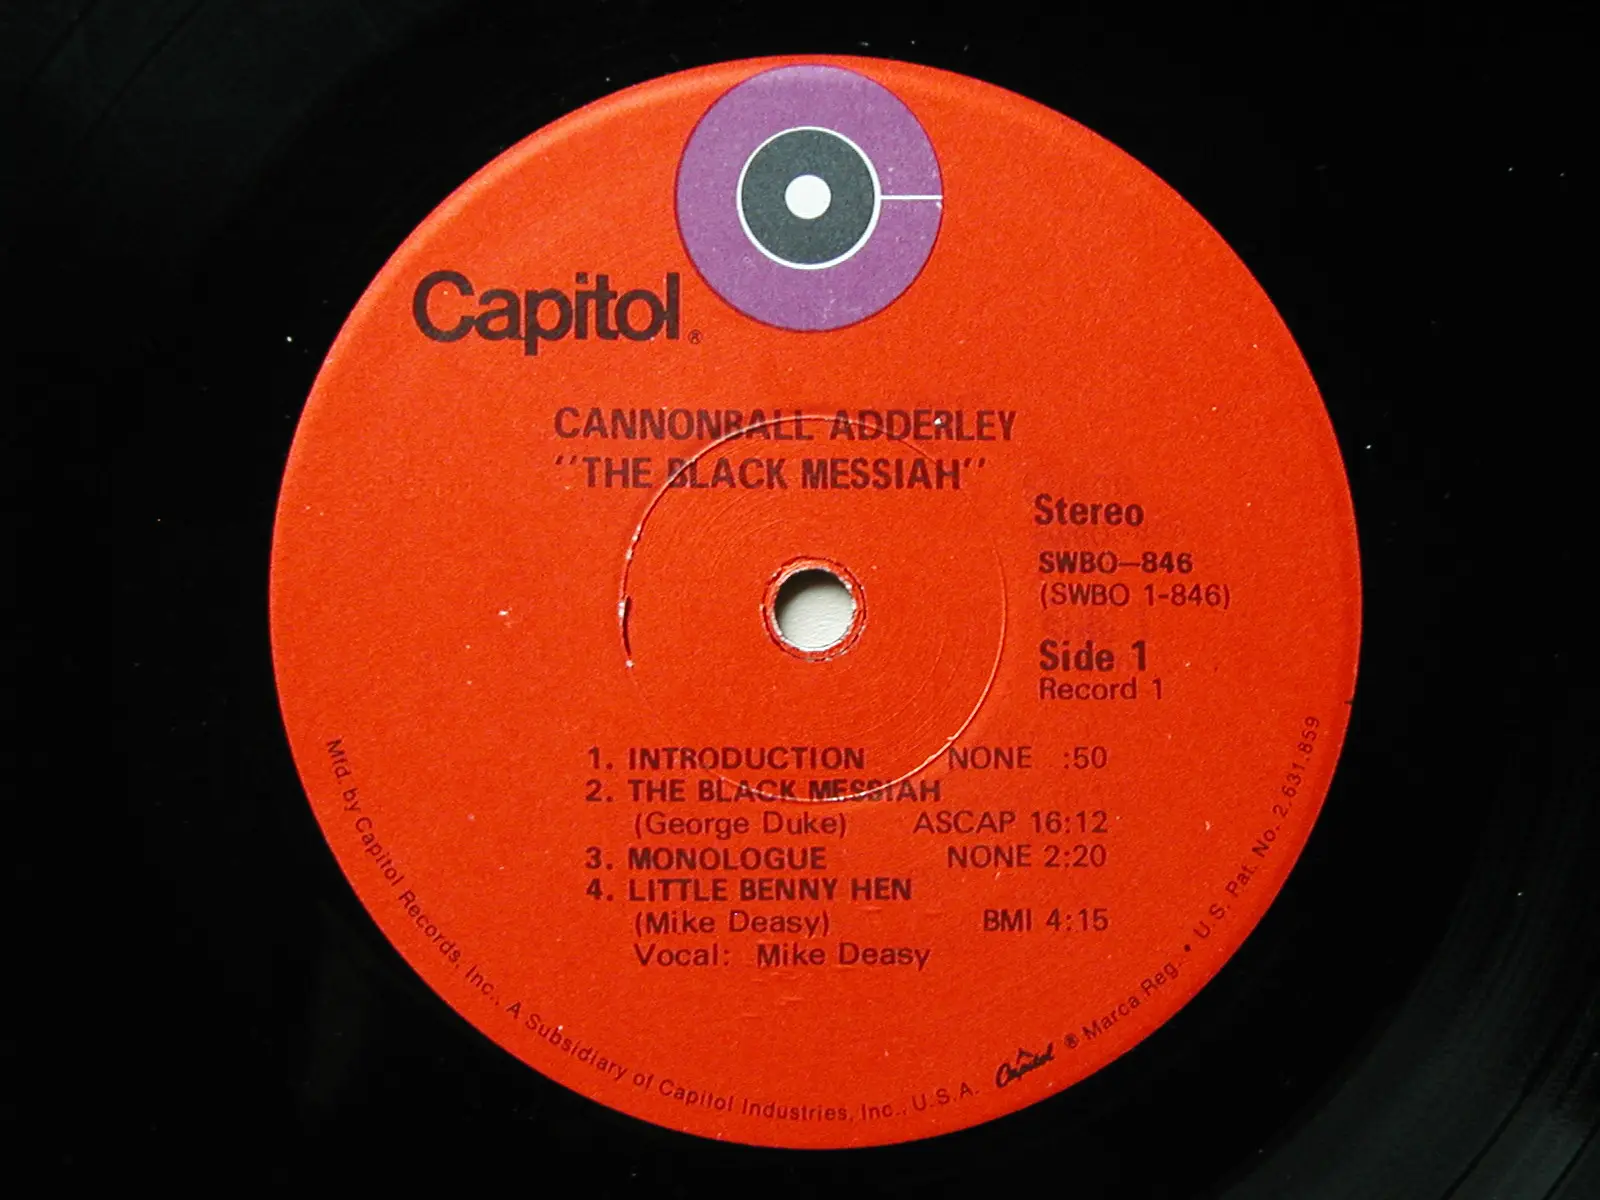 Capitol®
CANNONBALL ADDERLEY
"THE BLACK MESSIAH"
Stereo
SWBO—846
(SWBO 1-846)
Side 1
Record 1
1. INTRODUCTION NONE :50
2. THE BLACK MESSIAH
(George Duke) ASCAP 16:12
3. MONOLOGUE NONE 2:20
4. LITTLE BENNY HEN
(Mike Deasy) BMI 4:15
Vocal: Mike Deasy
Mfd. by Capitol Records, Inc., A Subsidiary of Capitol Industries, Inc., U.S.A. Capitol ® Marca Reg. • U.S. Pat. No. 2,631,859